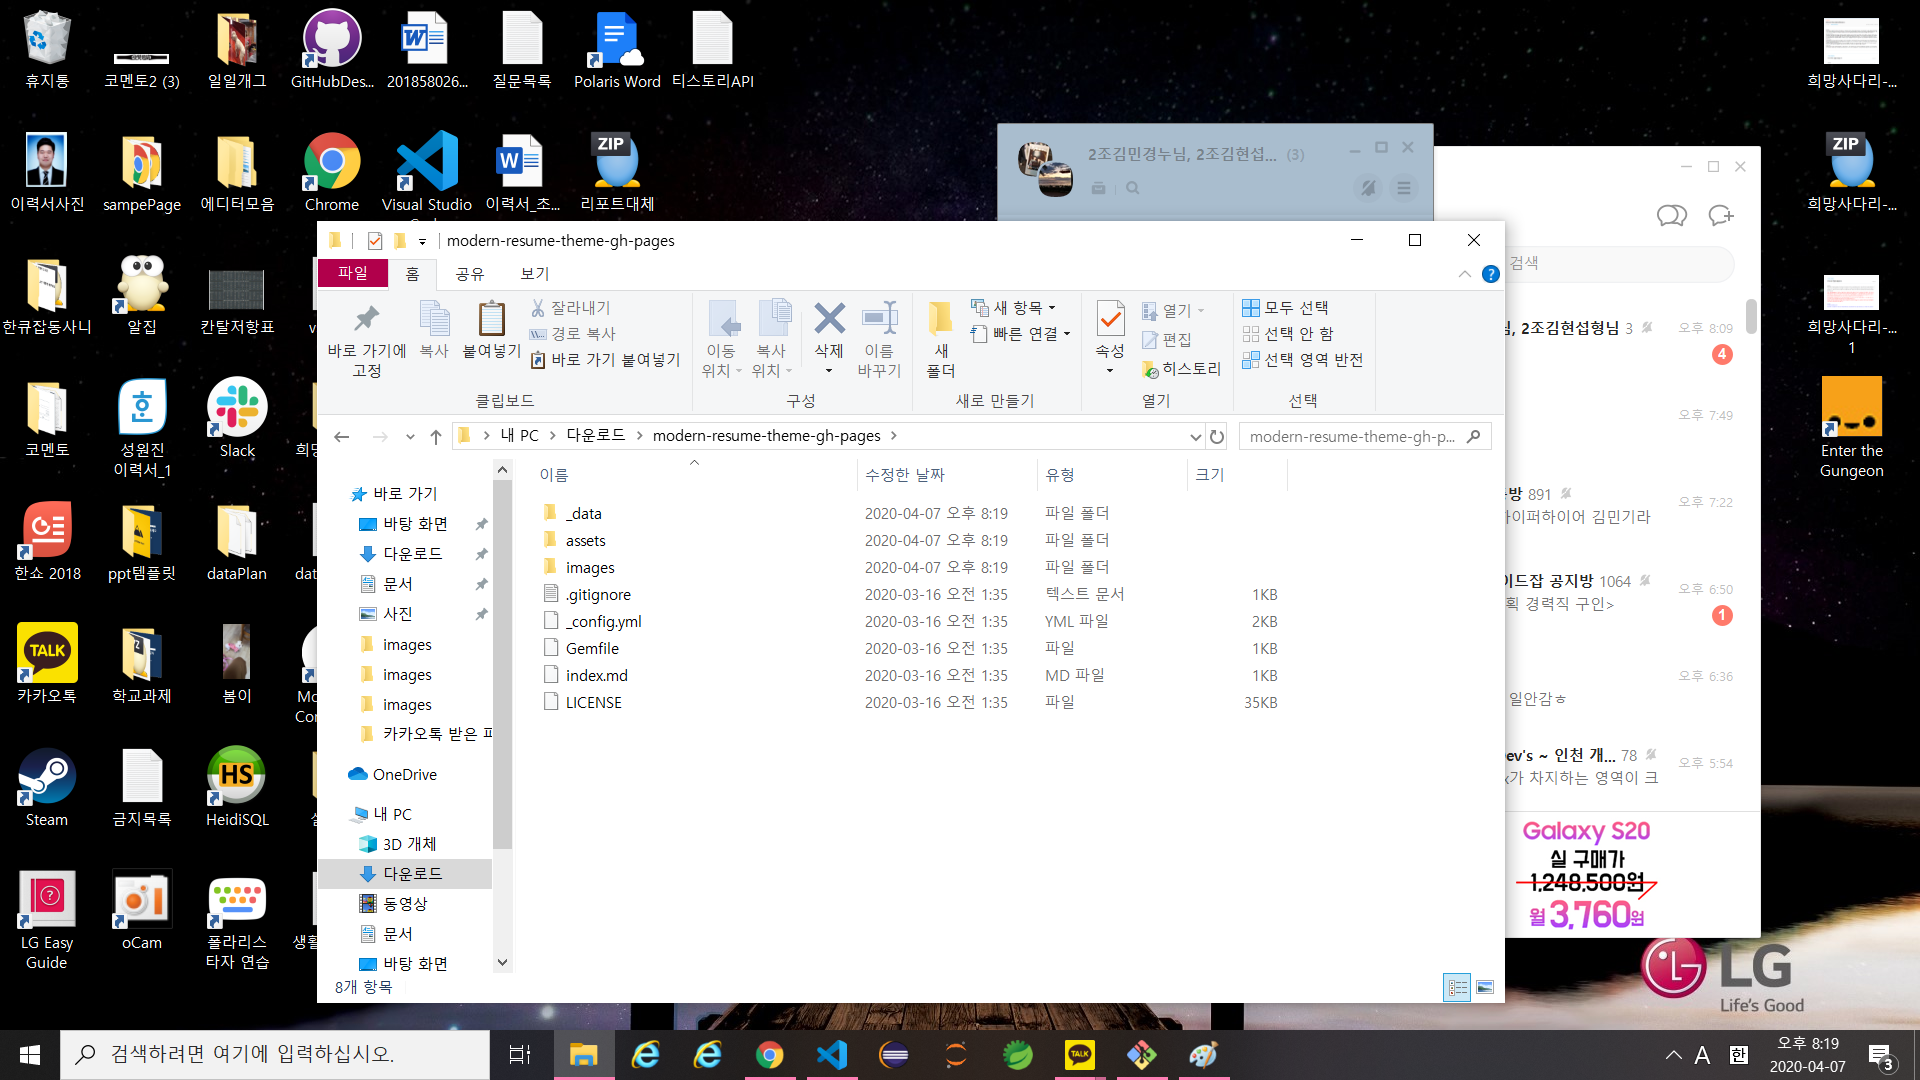 휴지통
코멘토2 (3)
일일개그
GitHubDes...
201858026...
질문목록
Polaris Word
티스토리API
희망사다리-...
이력서사진
sampePage
에디터모음
Chrome
Visual Studio
이력서_초...
ZIP
리포트대체
ZIP
희망사다리-...
2조김민경누님, 2조김현섭... (3)
한큐잡동사니
알집
칸탈저항표
희망사다리-...
1
코멘토
성원진
이력서_1
Slack
Enter the
Gungeon
한쇼 2018
ppt템플릿
dataPlan
TALK
카카오톡
학교과제
봄이
Steam
금지목록
HS
HeidiSQL
LG Easy
Guide
oCam
폴라리스
타자 연습
modern-resume-theme-gh-pages
파일
홈
공유
보기
바로 가기에
고정
복사
붙여넣기
잘라내기
경로 복사
바로 가기 붙여넣기
클립보드
이동
위치
복사
위치
삭제
이름
바꾸기
구성
새
폴더
새 항목
빠른 연결
새로 만들기
속성
열기
편집
히스토리
열기
모두 선택
선택 안 함
선택 영역 반전
선택
내 PC
다운로드
modern-resume-theme-gh-pages
modern-resume-theme-gh-p...
바로 가기
바탕 화면
다운로드
문서
사진
images
images
images
카카오톡 받은 파
OneDrive
내 PC
3D 개체
다운로드
동영상
문서
바탕 화면
이름 수정한 날짜 유형 크기
_data 2020-04-07 오후 8:19 파일 폴더
assets 2020-04-07 오후 8:19 파일 폴더
images 2020-04-07 오후 8:19 파일 폴더
.gitignore 2020-03-16 오전 1:35 텍스트 문서 1KB
_config.yml 2020-03-16 오전 1:35 YML 파일 2KB
Gemfile 2020-03-16 오전 1:35 파일 1KB
index.md 2020-03-16 오전 1:35 MD 파일 1KB
LICENSE 2020-03-16 오전 1:35 파일 35KB
8개 항목
검색
2조김현섭형님 3 오후 8:09
4
오후 7:49
891 오후 7:22
이퍼하이어 김민기라
이드잡 공지방 1064 오후 6:50
획 경력직 구인>
1
오후 6:36
일안감ㅎ
ev's ~ 인천 개... 78 오후 5:54
가 차지하는 영역이 크
Galaxy S20
실 구매가
1,248,500원
월 3,760원
LG
Life's Good
검색하려면 여기에 입력하십시오.
TALK
A
한
오후 8:19
2020-04-07
3